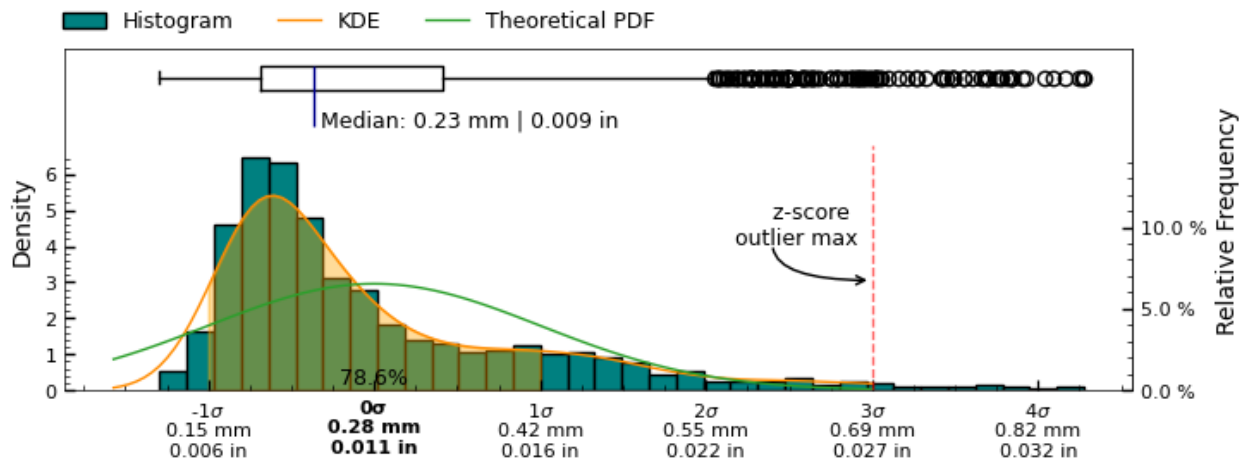 Histogram KDE Theoretical PDF
Median: 0.23 mm | 0.009 in
Density
Relative Frequency
6
5
4
3
2
1
0
10.0 %
5.0 %
0.0 %
z-score
outlier max
78.6%
-1σ 0σ 1σ 2σ 3σ 4σ
0.15 mm 0.28 mm 0.42 mm 0.55 mm 0.69 mm 0.82 mm
0.006 in 0.011 in 0.016 in 0.022 in 0.027 in 0.032 in